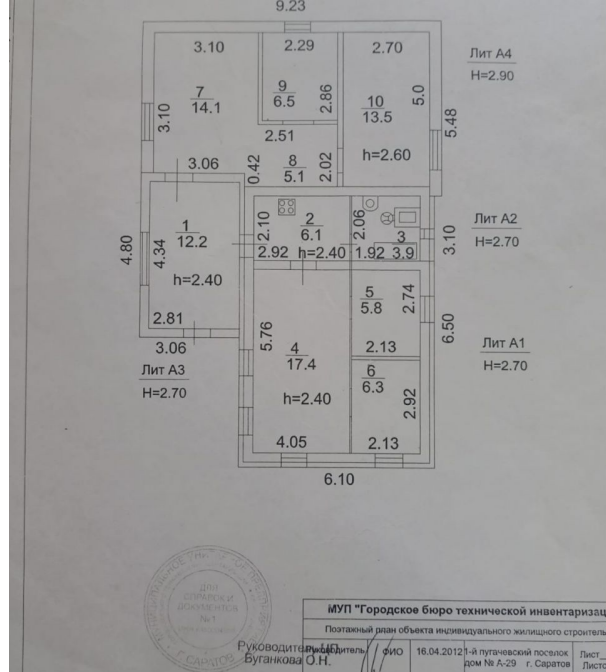 9.23
3.10
2.29
2.70
Лит А4
Н=2.90
7
14.1
9
6.5
2.86
10
13.5
5.0
5.48
3.10
2.51
h=2.60
3.06
0.42
8
5.1
2.02
1
12.2
2.10
2
6.1
2.06
3
3.9
Лит А2
Н=2.70
3.10
4.80
4.34
2.92
h=2.40
1.92
h=2.40
2.81
5
5.8
2.74
3.06
5.76
2.13
6.50
Лит А1
Н=2.70
4
17.4
Лит А3
Н=2.70
6
6.3
h=2.40
2.92
4.05
2.13
6.10
ДЛЯ
СПРАВОК И
ДОКУМЕНТОВ
№1
Г САРАТОВ
МУП "Городское бюро технической инвентаризац
Поэтажный план объекта индивидуального жилищного строитель
Руководитель
ФИО
16.04.2012
1-й пугачевский поселок
дом № А-29 г. Саратов
Лист
Листо
Буганкова О.Н.